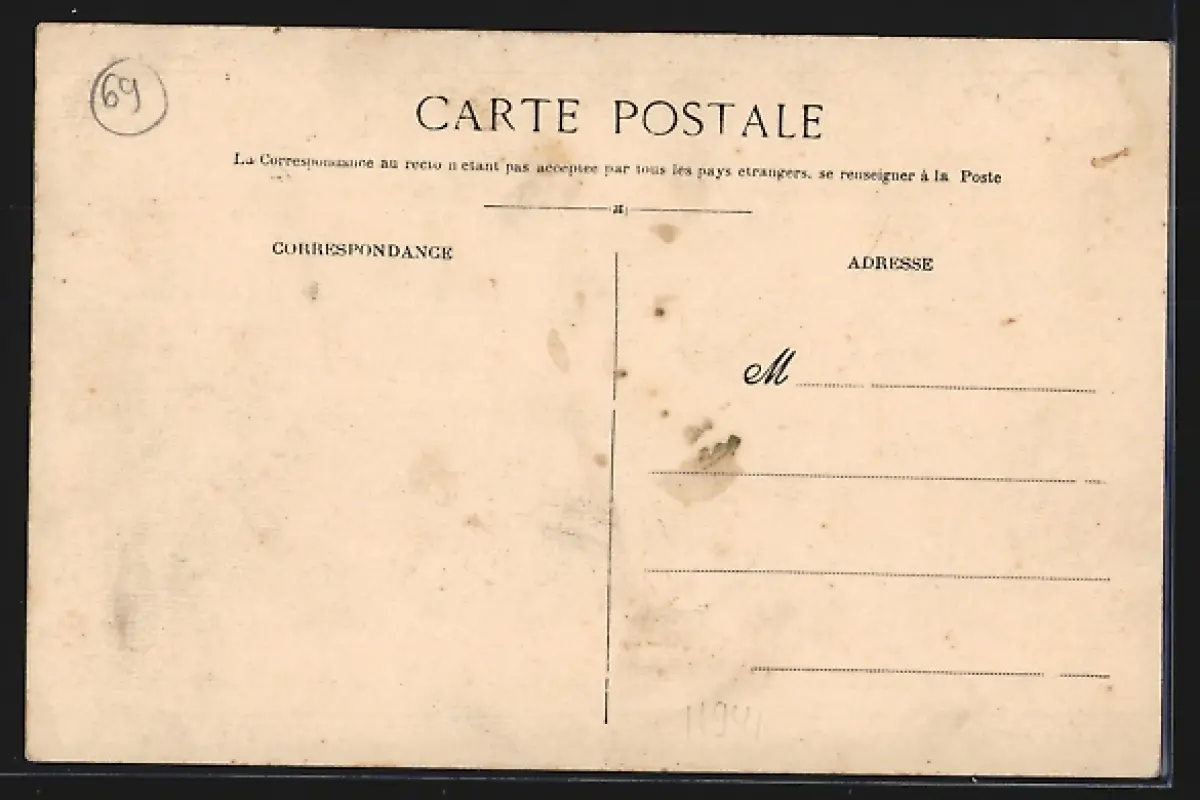 69
CARTE POSTALE
La Correspondance au recto n'etant pas acceptee par tous les pays etrangers, se renseigner à la Poste
CORRESPONDANCE
ADRESSE
M